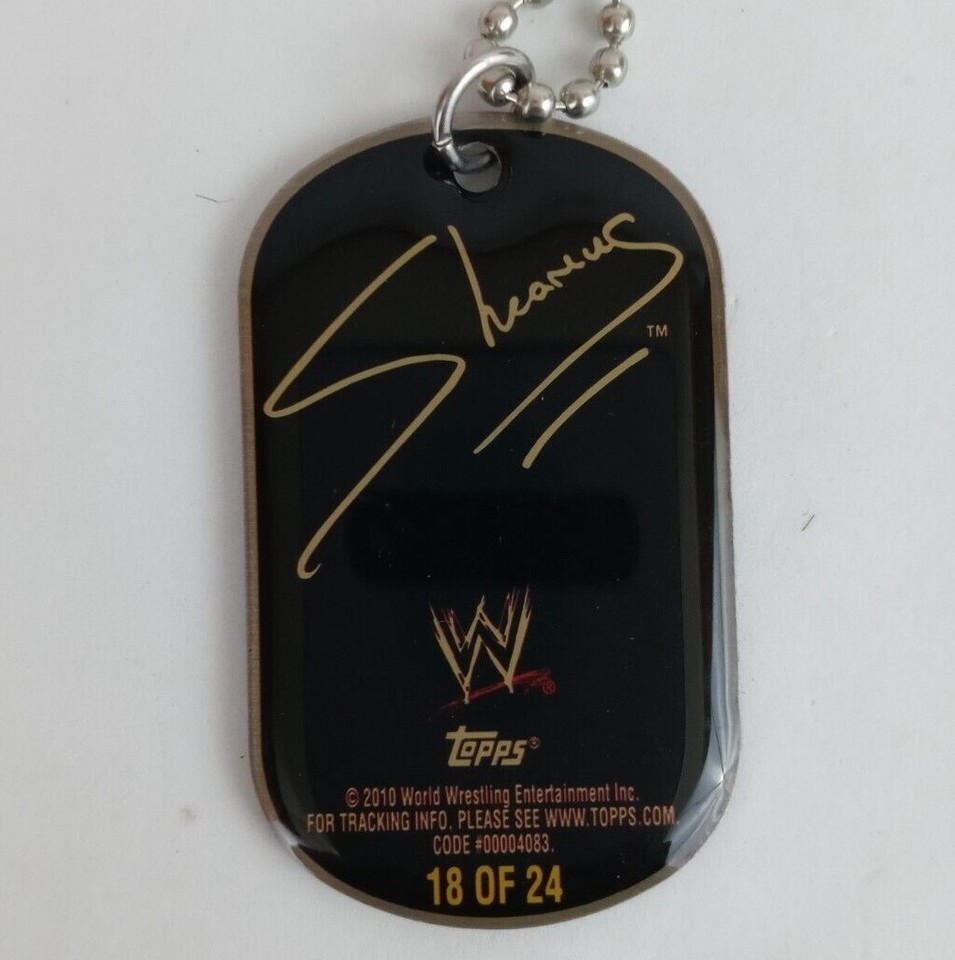 Sheamus
TM
W®
topps®
© 2010 World Wrestling Entertainment Inc.
FOR TRACKING INFO. PLEASE SEE WWW.TOPPS.COM.
CODE #00004083.
18 OF 24